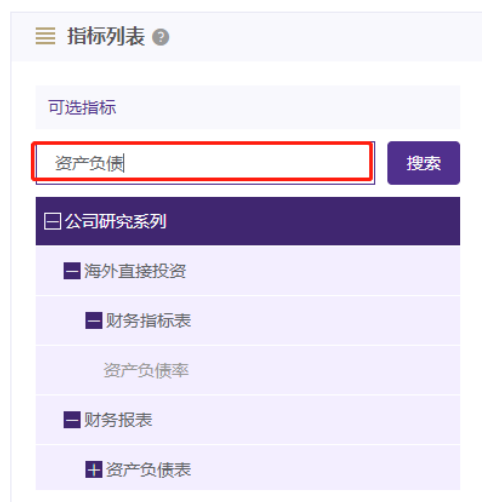 指标列表
可选指标
资产负债 搜索
公司研究系列
海外直接投资
财务指标表
资产负债率
财务报表
资产负债表